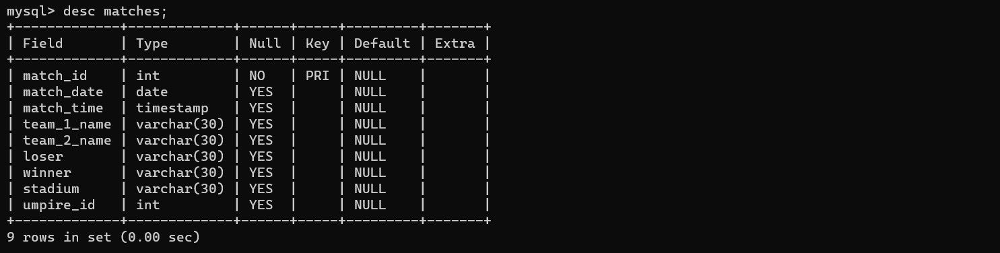 mysql> desc matches;
+-------------+-------------+------+-----+---------+-------+
| Field       | Type        | Null | Key | Default | Extra |
+-------------+-------------+------+-----+---------+-------+
| match_id    | int         | NO   | PRI | NULL    |       |
| match_date  | date        | YES  |     | NULL    |       |
| match_time  | timestamp   | YES  |     | NULL    |       |
| team_1_name | varchar(30) | YES  |     | NULL    |       |
| team_2_name | varchar(30) | YES  |     | NULL    |       |
| loser       | varchar(30) | YES  |     | NULL    |       |
| winner      | varchar(30) | YES  |     | NULL    |       |
| stadium     | varchar(30) | YES  |     | NULL    |       |
| umpire_id   | int         | YES  |     | NULL    |       |
+-------------+-------------+------+-----+---------+-------+
9 rows in set (0.00 sec)